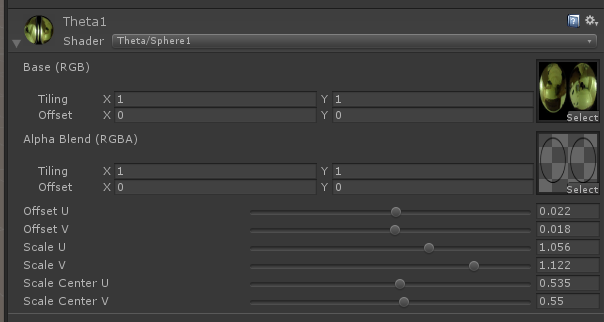 Theta1
Shader Theta/Sphere1
Base (RGB)
Tiling X 1 Y 1
Offset X 0 Y 0
Select
Alpha Blend (RGBA)
Tiling X 1 Y 1
Offset X 0 Y 0
Select
Offset U 0.022
Offset V 0.018
Scale U 1.056
Scale V 1.122
Scale Center U 0.535
Scale Center V 0.55